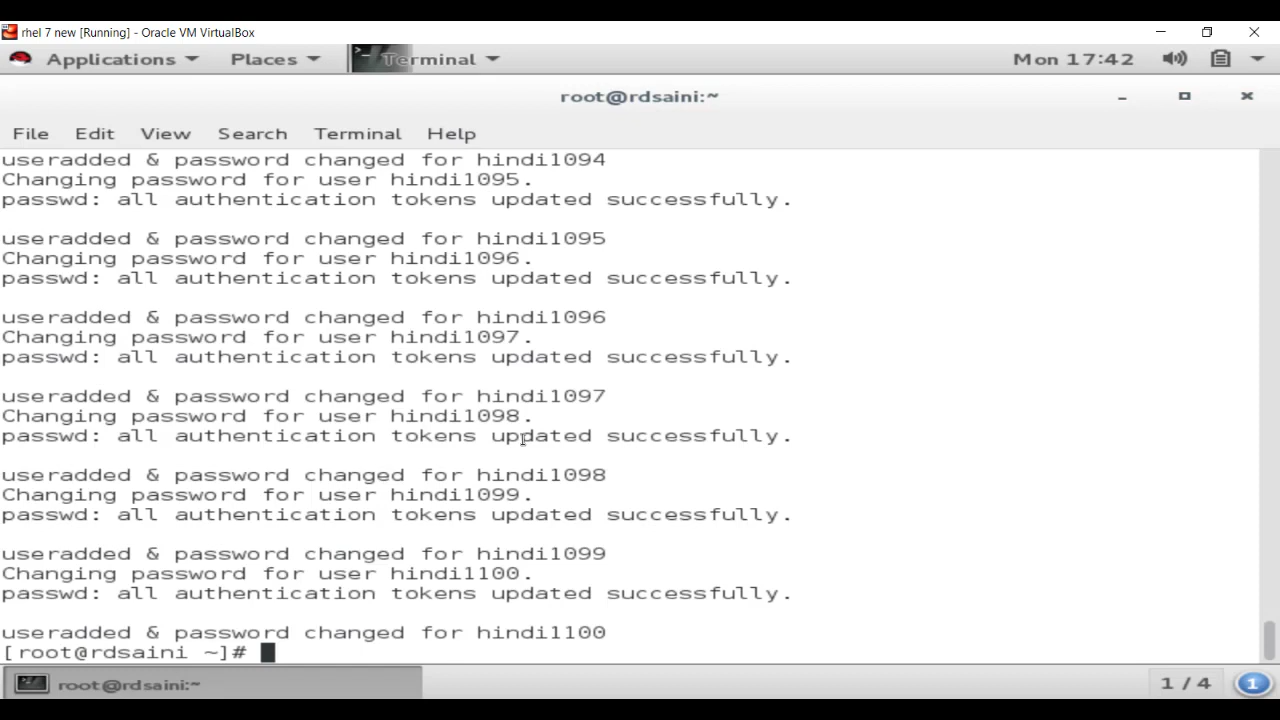 rhel 7 new [Running] - Oracle VM VirtualBox
Applications Places Terminal Mon 17:42
root@rdsaini:~
File Edit View Search Terminal Help
useradded & password changed for hindi1094
Changing password for user hindi1095.
passwd: all authentication tokens updated successfully.
useradded & password changed for hindi1095
Changing password for user hindi1096.
passwd: all authentication tokens updated successfully.
useradded & password changed for hindi1096
Changing password for user hindi1097.
passwd: all authentication tokens updated successfully.
useradded & password changed for hindi1097
Changing password for user hindi1098.
passwd: all authentication tokens updated successfully.
useradded & password changed for hindi1098
Changing password for user hindi1099.
passwd: all authentication tokens updated successfully.
useradded & password changed for hindi1099
Changing password for user hindi1100.
passwd: all authentication tokens updated successfully.
useradded & password changed for hindi1100
[root@rdsaini ~]#
root@rdsaini:~ 1 / 4 1